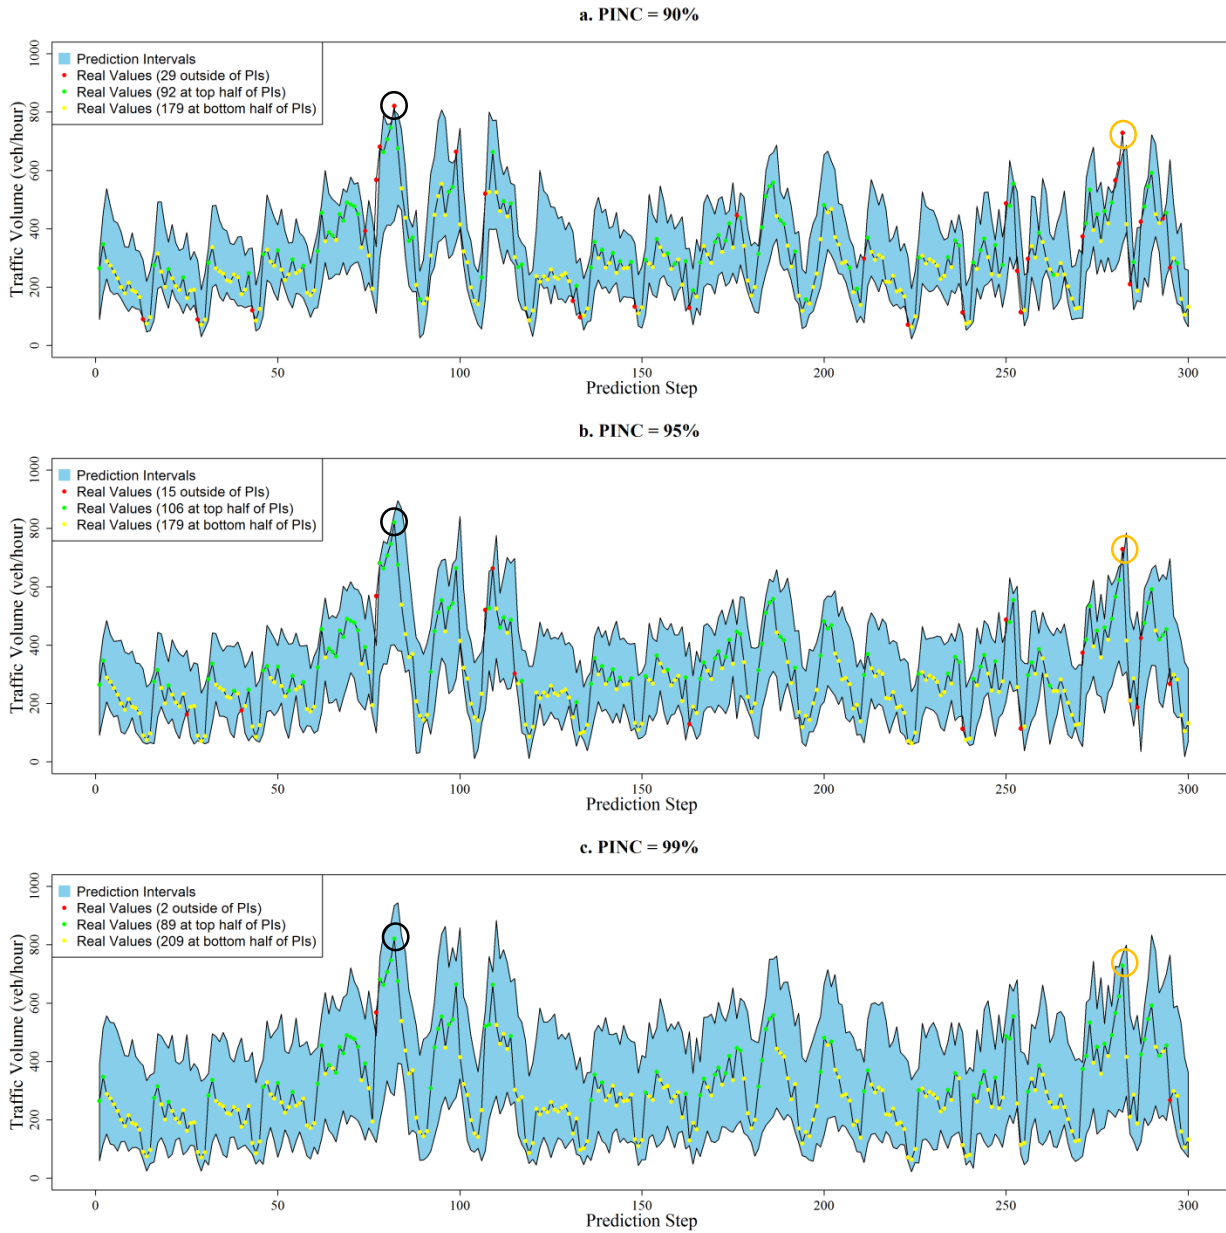 a. PINC = 90%
Prediction Intervals
Real Values (29 outside of PIs)
Real Values (92 at top half of PIs)
Real Values (179 at bottom half of PIs)
Traffic Volume (veh/hour)
0 200 400 600 800 1000
0 50 100 150 200 250 300
Prediction Step
b. PINC = 95%
Prediction Intervals
Real Values (15 outside of PIs)
Real Values (106 at top half of PIs)
Real Values (179 at bottom half of PIs)
Traffic Volume (veh/hour)
0 200 400 600 800 1000
0 50 100 150 200 250 300
Prediction Step
c. PINC = 99%
Prediction Intervals
Real Values (2 outside of PIs)
Real Values (89 at top half of PIs)
Real Values (209 at bottom half of PIs)
Traffic Volume (veh/hour)
0 200 400 600 800 1000
0 50 100 150 200 250 300
Prediction Step